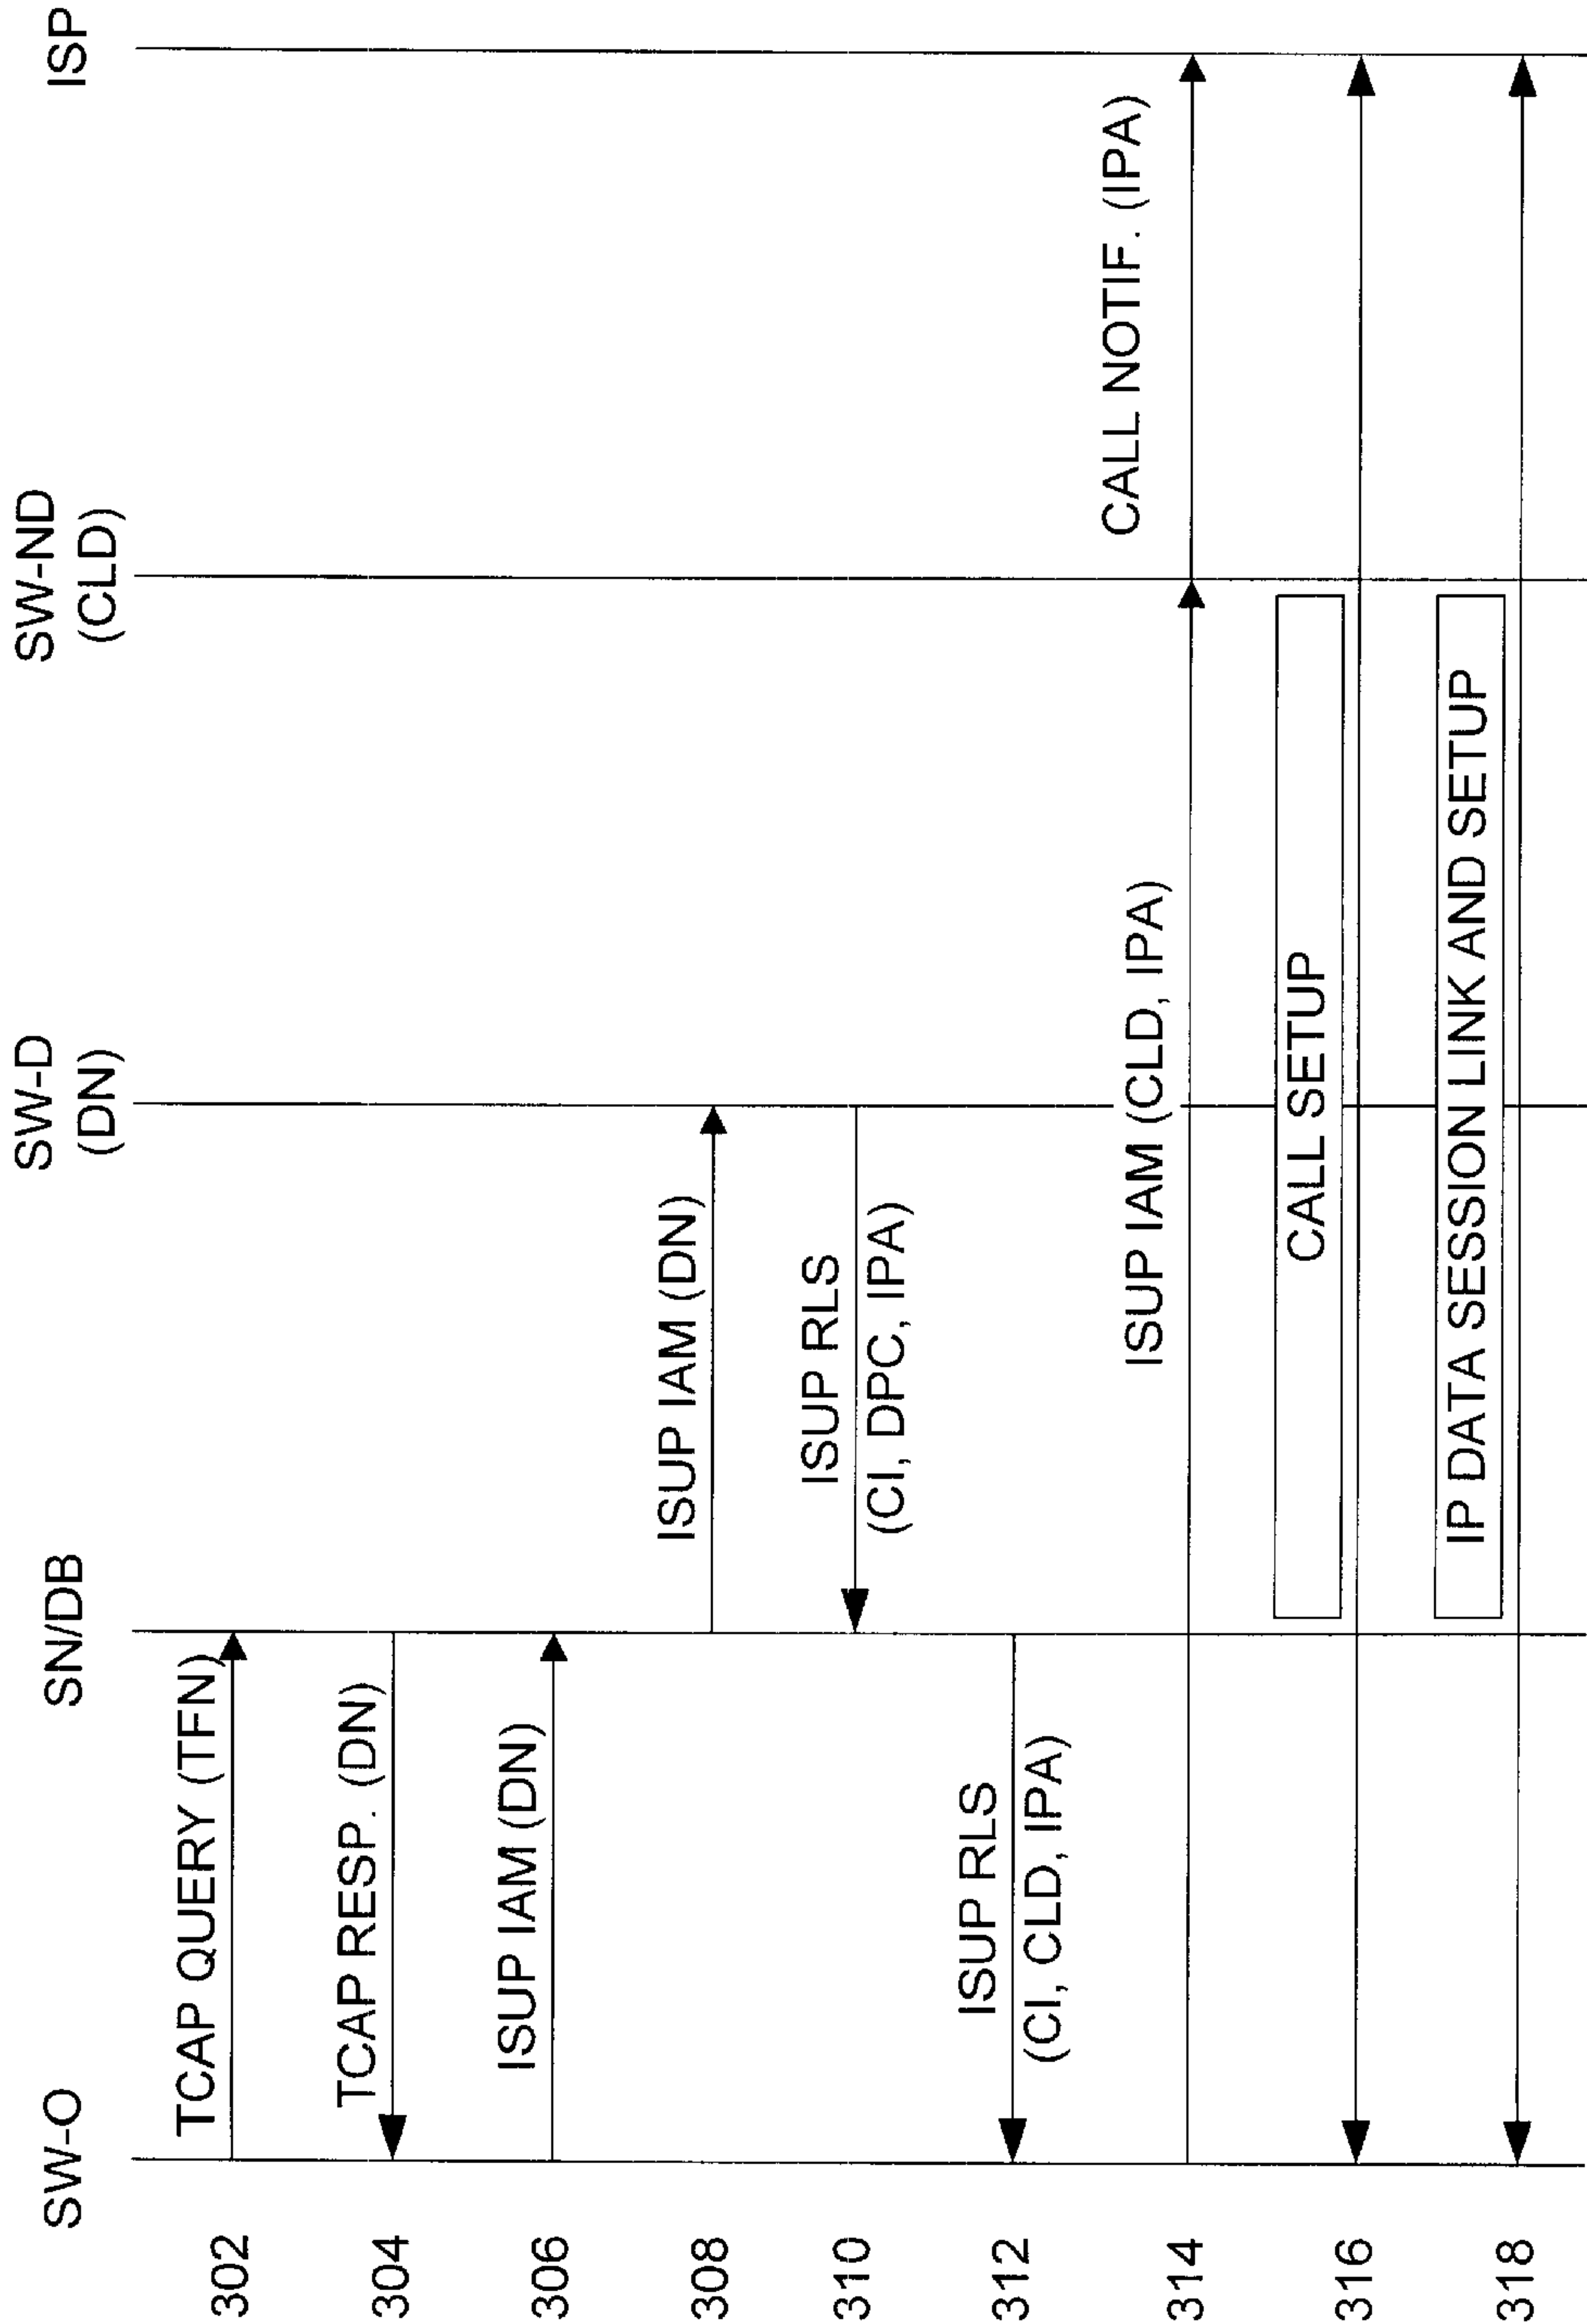 SW-O
SN/DB
SW-D
(DN)
SW-ND
(CLD)
ISP
302
TCAP QUERY (TFN)
304
TCAP RESP. (DN)
306
ISUP IAM (DN)
308
ISUP IAM (DN)
310
ISUP RLS
(CI, DPC, IPA)
312
ISUP RLS
(CI, CLD, IPA)
314
ISUP IAM (CLD, IPA)
CALL NOTIF. (IPA)
316
CALL SETUP
318
IP DATA SESSION LINK AND SETUP